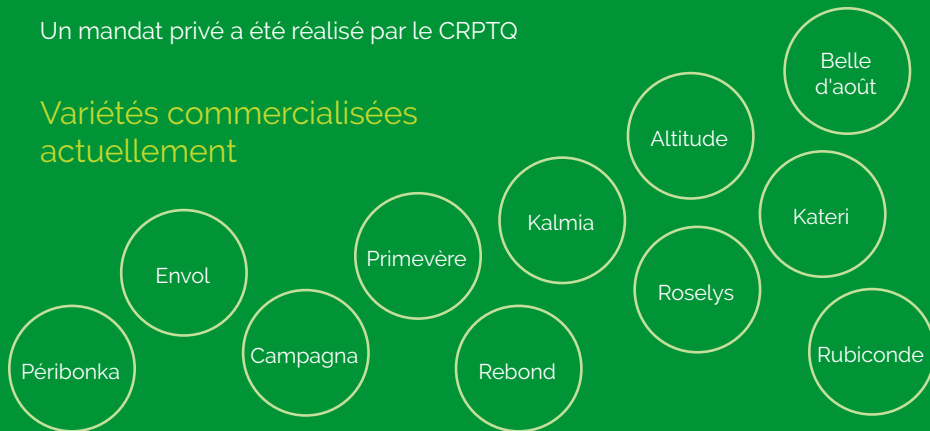 Un mandat privé a été réalisé par le CRPTQ
Variétés commercialisées
actuellement
Belle
d'août
Altitude
Kateri
Kalmia
Primevère
Envol
Roselys
Campagna
Rubiconde
Péribonka
Rebond